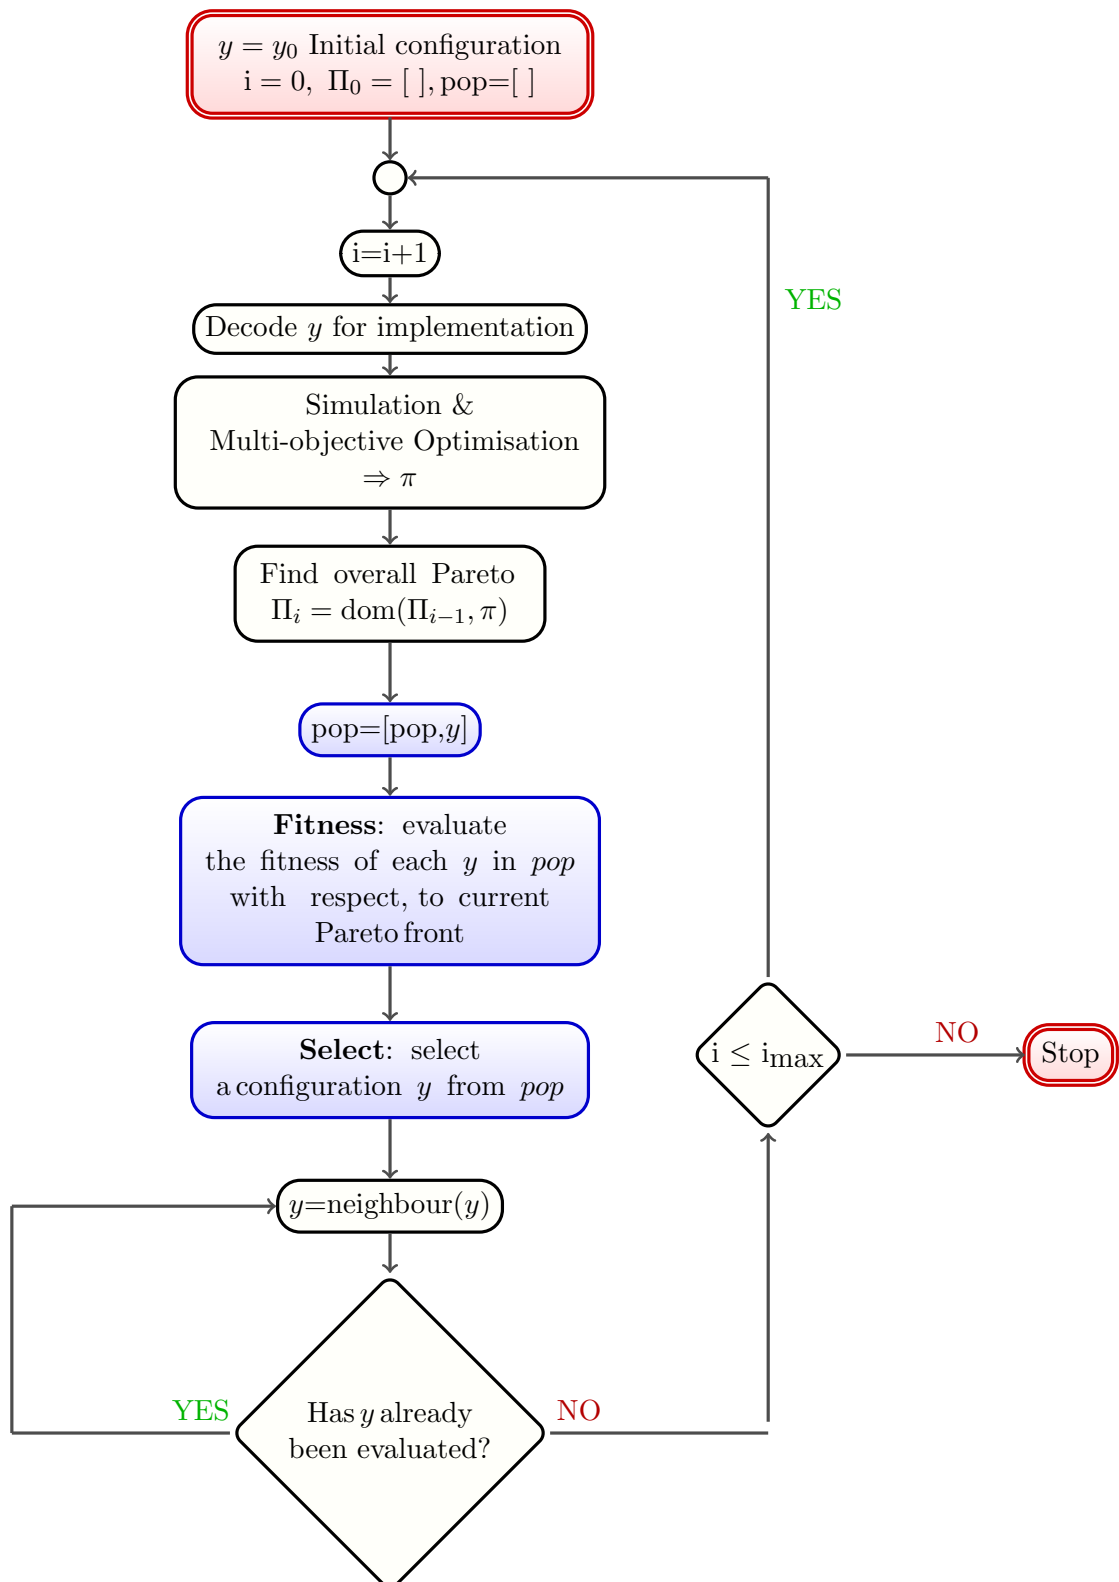 y = y₀ Initial configuration
i = 0, Π₀ = [ ], pop=[ ]
i=i+1
Decode y for implementation
Simulation &
Multi-objective Optimisation
⇒ π
Find overall Pareto
Πᵢ = dom(Πᵢ₋₁, π)
pop=[pop,y]
Fitness: evaluate
the fitness of each y in pop
with respect, to current
Pareto front
Select: select
a configuration y from pop
y=neighbour(y)
Has y already
been evaluated?
YES
NO
i ≤ i_max
YES
NO
Stop